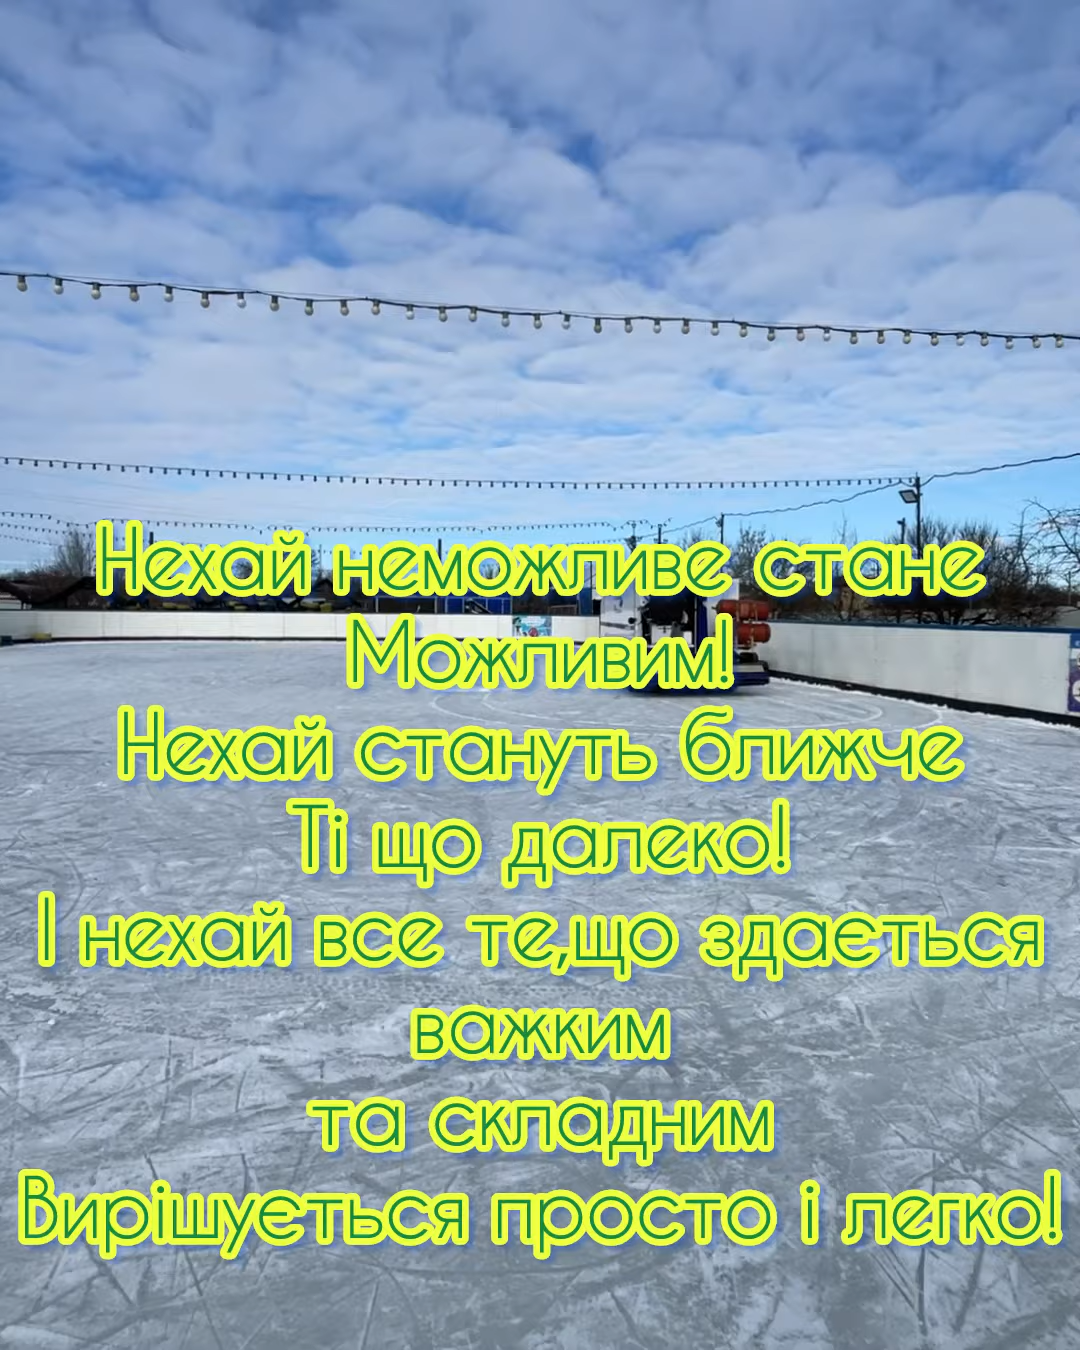 Нехай неможливе стане
Можливим!
Нехай стануть ближче
Ті що далеко!
І нехай все те,що здається
важким
та складним
Вирішується просто і легко!